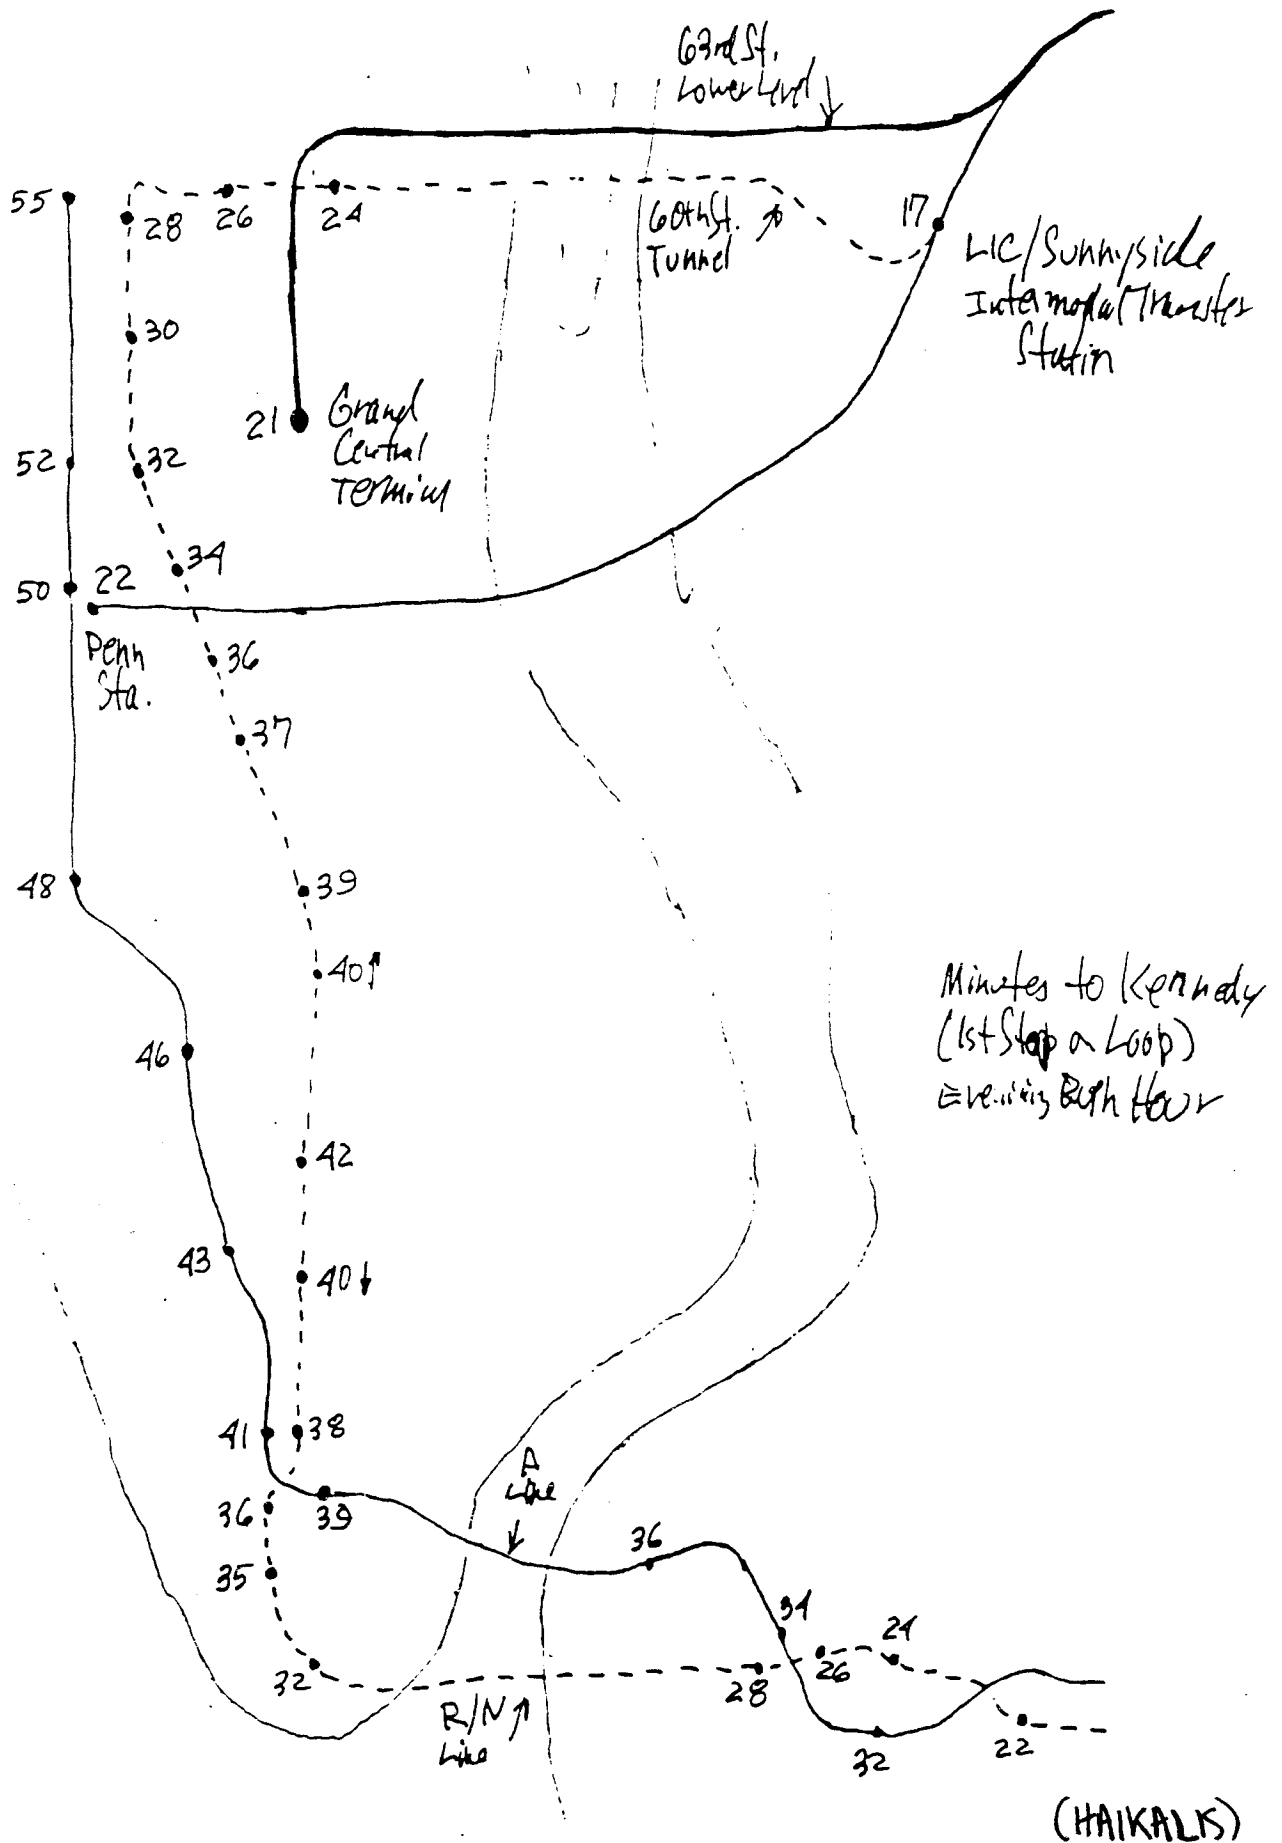 63rd St.
Lower Level
55
28
26
24
60th St.
Tunnel
17
LIC/Sunnyside
Intermodal Transfer
Station
30
21
Grand
Central
Terminal
52
32
34
50
22
Penn
Sta.
36
37
48
39
40↑
Minutes to Kennedy
(1st Stop on Loop)
Evening Rush Hour
46
42
43
40↓
41
38
A
Line
36
39
36
35
34
24
26
32
28
R/N
Line
32
22
(HAIKALIS)